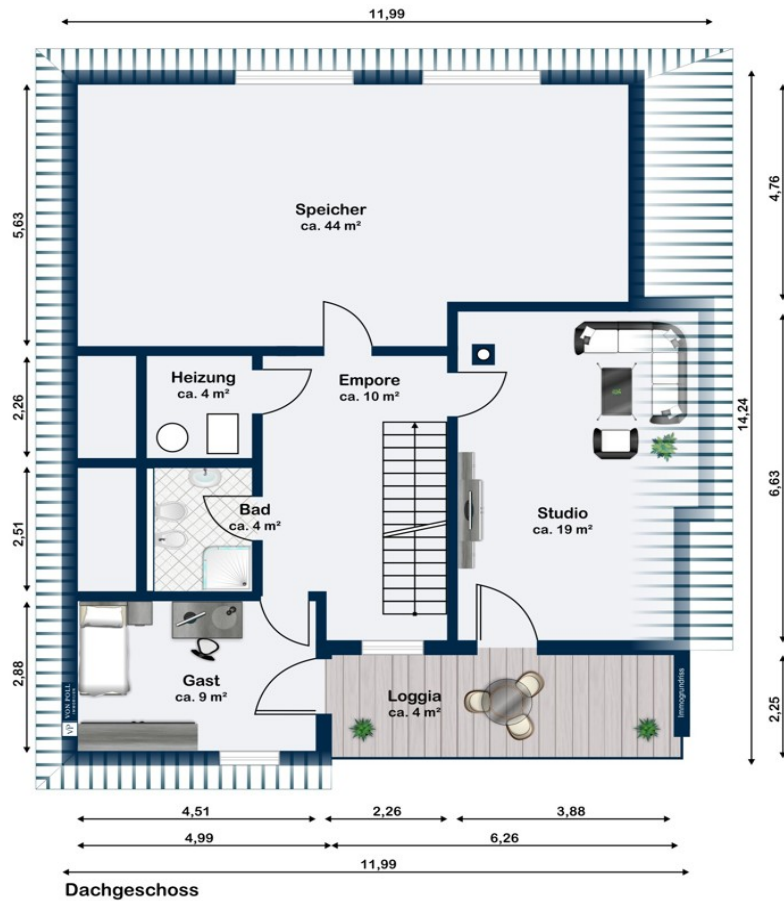 11,99
5,63
4,76
Speicher
ca. 44 m²
2,26
Heizung
ca. 4 m²
Empore
ca. 10 m²
14,24
6,63
2,51
Bad
ca. 4 m²
Studio
ca. 19 m²
2,88
Gast
ca. 9 m²
Loggia
ca. 4 m²
2,25
VP VON POLL
Immogrundriss
4,51
2,26
3,88
4,99
6,26
11,99
Dachgeschoss